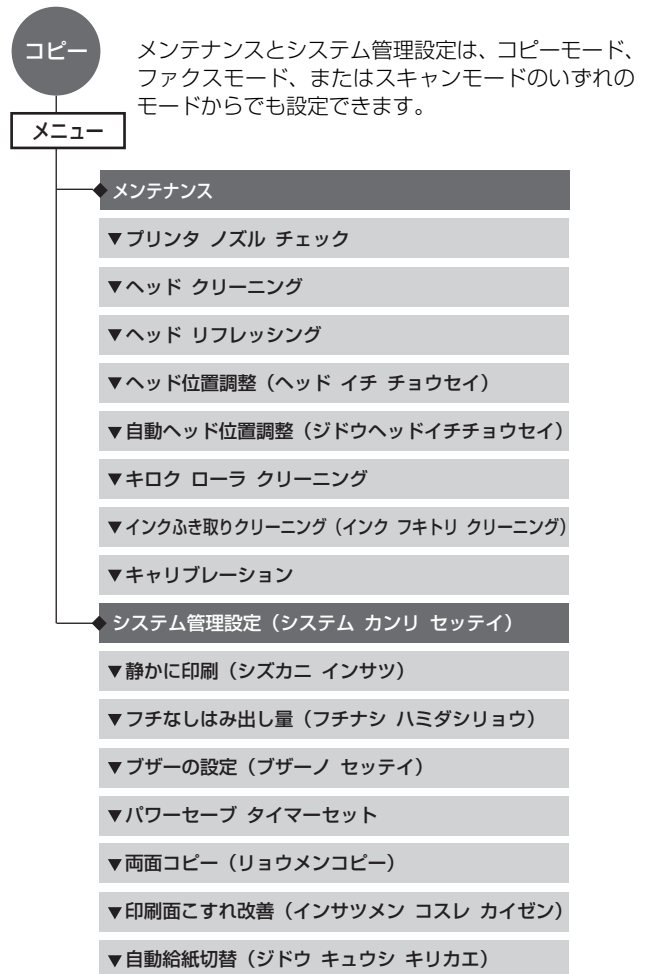 コピー
メンテナンスとシステム管理設定は、コピーモード、
ファクスモード、またはスキャンモードのいずれの
モードからでも設定できます。
メニュー
メンテナンス
▼プリンタ ノズル チェック
▼ヘッド クリーニング
▼ヘッド リフレッシング
▼ヘッド位置調整（ヘッド イチ チョウセイ）
▼自動ヘッド位置調整（ジドウヘッドイチチョウセイ）
▼キロク ローラ クリーニング
▼インクふき取りクリーニング（インク フキトリ クリーニング）
▼キャリブレーション
システム管理設定（システム カンリ セッテイ）
▼静かに印刷（シズカニ インサツ）
▼フチなしはみ出し量（フチナシ ハミダシリョウ）
▼ブザーの設定（ブザーノ セッテイ）
▼パワーセーブ タイマーセット
▼両面コピー（リョウメンコピー）
▼印刷面こすれ改善（インサツメン コスレ カイゼン）
▼自動給紙切替（ジドウ キュウシ キリカエ）